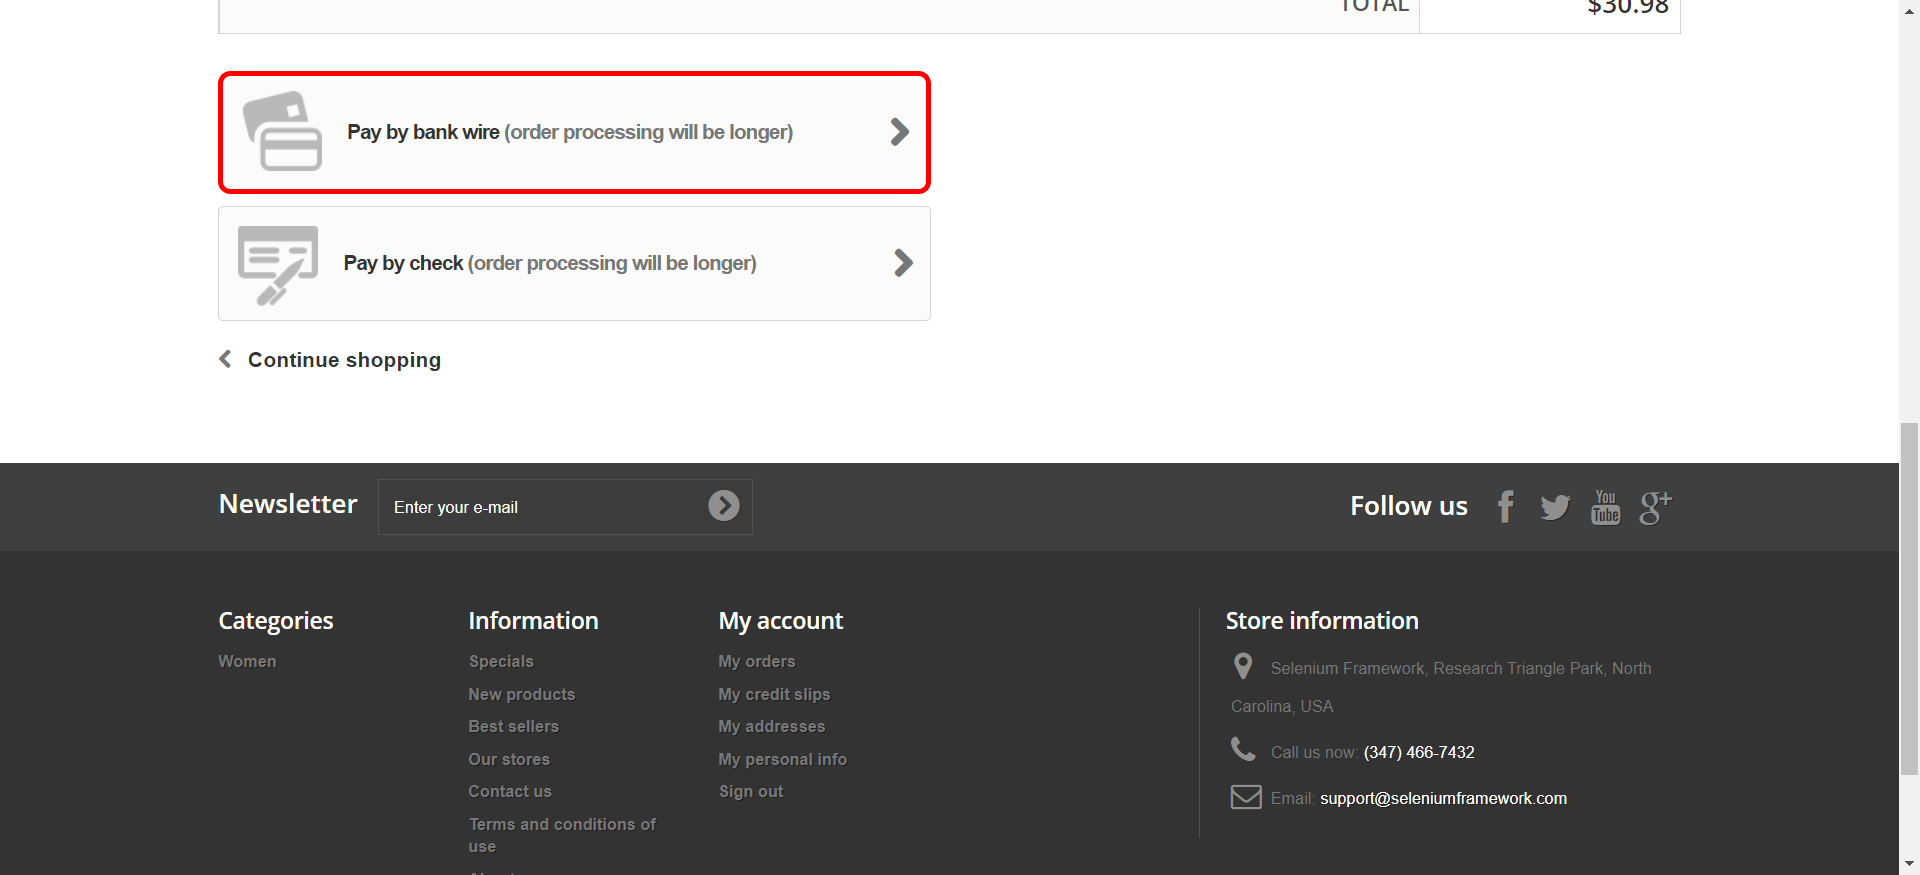 TOTAL $30.98
Pay by bank wire (order processing will be longer)
Pay by check (order processing will be longer)
Continue shopping
Newsletter
Enter your e-mail
Follow us
You
Tube
g+
Categories
Women
Information
Specials
New products
Best sellers
Our stores
Contact us
Terms and conditions of
use
My account
My orders
My credit slips
My addresses
My personal info
Sign out
Store information
Selenium Framework, Research Triangle Park, North
Carolina, USA
Call us now: (347) 466-7432
Email: support@seleniumframework.com